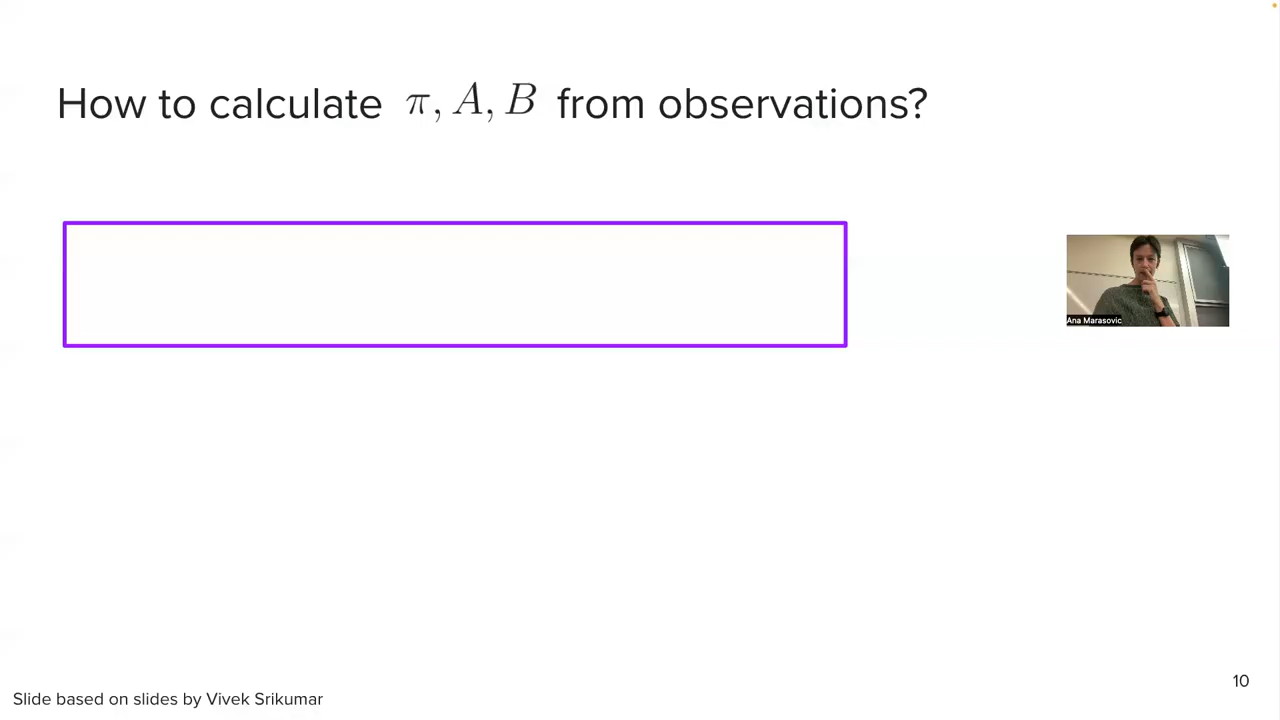 How to calculate π, A, B from observations?
Ana Marasovic
10
Slide based on slides by Vivek Srikumar